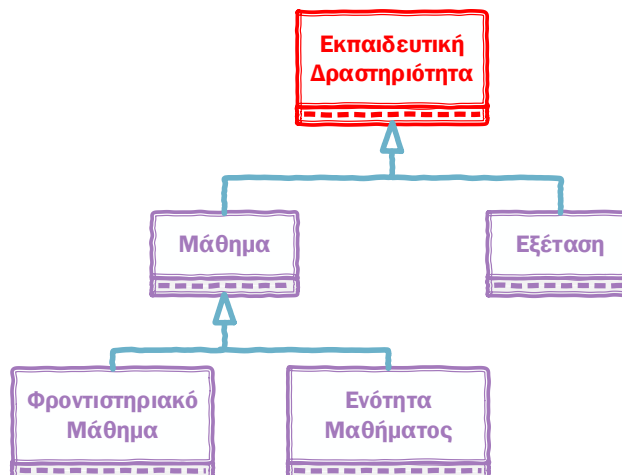 Εκπαιδευτική
Δραστηριότητα
Μάθημα
Εξέταση
Φροντιστηριακό
Μάθημα
Ενότητα
Μαθήματος